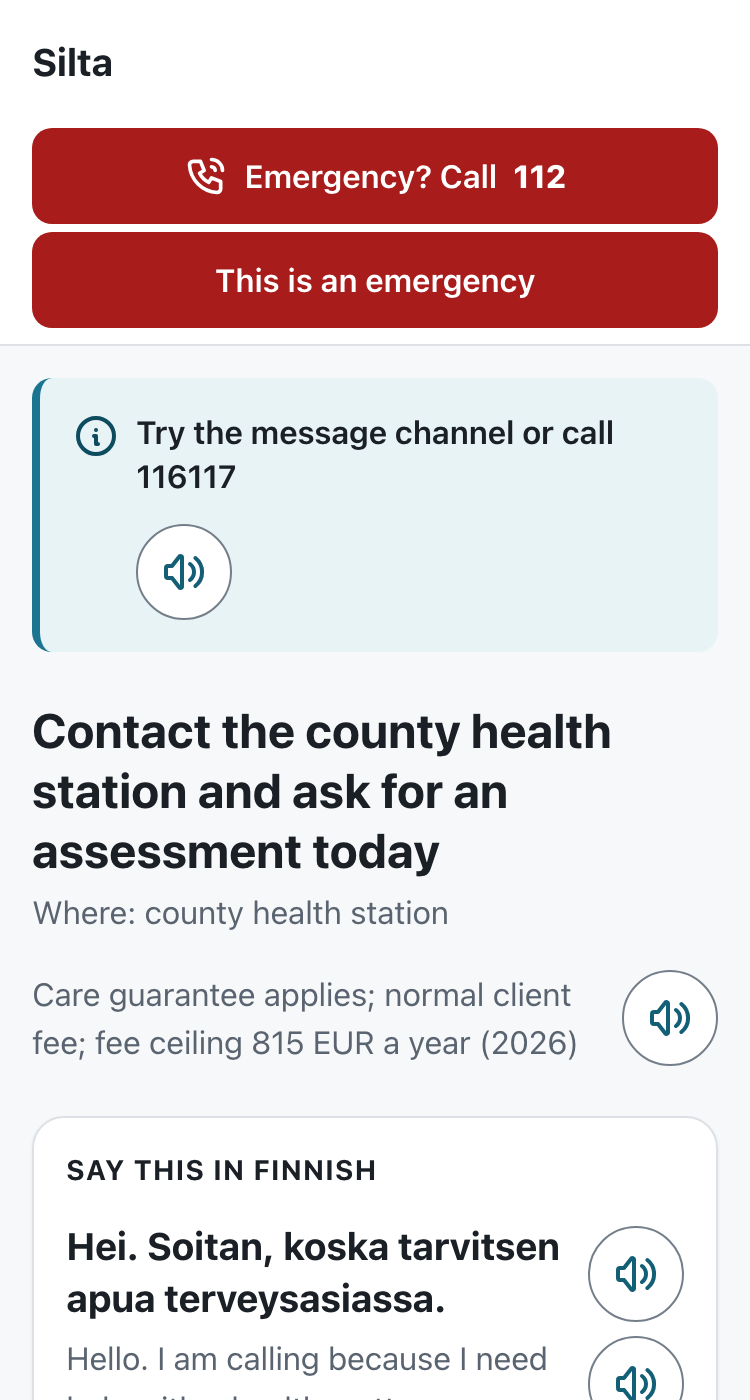 Silta
Emergency? Call 112
This is an emergency
Try the message channel or call
116117
Contact the county health
station and ask for an
assessment today
Where: county health station
Care guarantee applies; normal client
fee; fee ceiling 815 EUR a year (2026)
SAY THIS IN FINNISH
Hei. Soitan, koska tarvitsen
apua terveysasiassa.
Hello. I am calling because I need